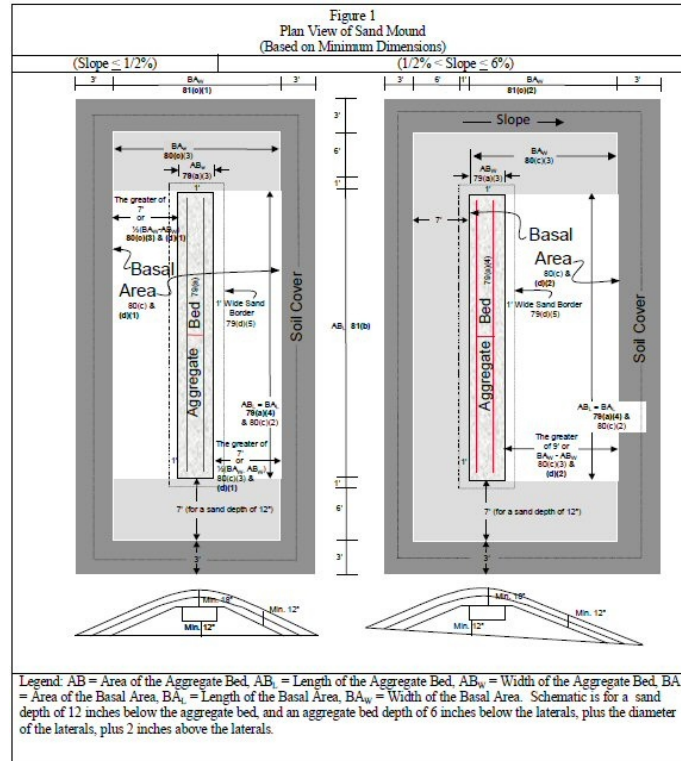 Figure 1
Plan View of Sand Mound
(Based on Minimum Dimensions)
(Slope ≤ 1/2%)
(1/2% < Slope ≤ 6%)
3'
BAW
3'
81(c)(1)
3'
6'
1'
BAW
3'
81(c)(2)
BAW
80(c)(3)
ABW
79(a)(3)
1'
The greater of
7'
or
½(BAW-ABW)
80(c)(3) & (d)(1)
Basal
Area
80(c) &
(d)(1)
Aggregate Bed 79(a)
1' Wide Sand
Border
79(d)(5)
ABL = BAL
79(a)(4)
& 80(c)(2)
The greater of
7'
or
½(BAW- ABW)
80(c)(3) &
(d)(1)
1'
7' (for a sand depth of 12")
3'
Soil Cover
3'
6'
1'
ABL 81(b)
1'
6'
3'
Slope
BAW
80(c)(3)
ABW
79(a)(3)
1'
7'
Basal
Area
80(c) &
(d)(2)
Aggregate Bed 79(a)(4)
1' Wide Sand Border
79(d)(5)
ABL = BAL
79(a)(4) &
80(c)(2)
The greater
of 9' or
BAW - ABW
80(c)(3) &
(d)(2)
1'
7' (for a sand depth of 12")
3'
Soil Cover
Min. 18"
Min. 12"
Min. 12"
Min. 18"
Min. 12"
Min. 12"
Legend: AB = Area of the Aggregate Bed, ABL = Length of the Aggregate Bed, ABW = Width of the Aggregate Bed, BA
= Area of the Basal Area, BAL = Length of the Basal Area, BAW = Width of the Basal Area. Schematic is for a sand
depth of 12 inches below the aggregate bed, and an aggregate bed depth of 6 inches below the laterals, plus the diameter
of the laterals, plus 2 inches above the laterals.